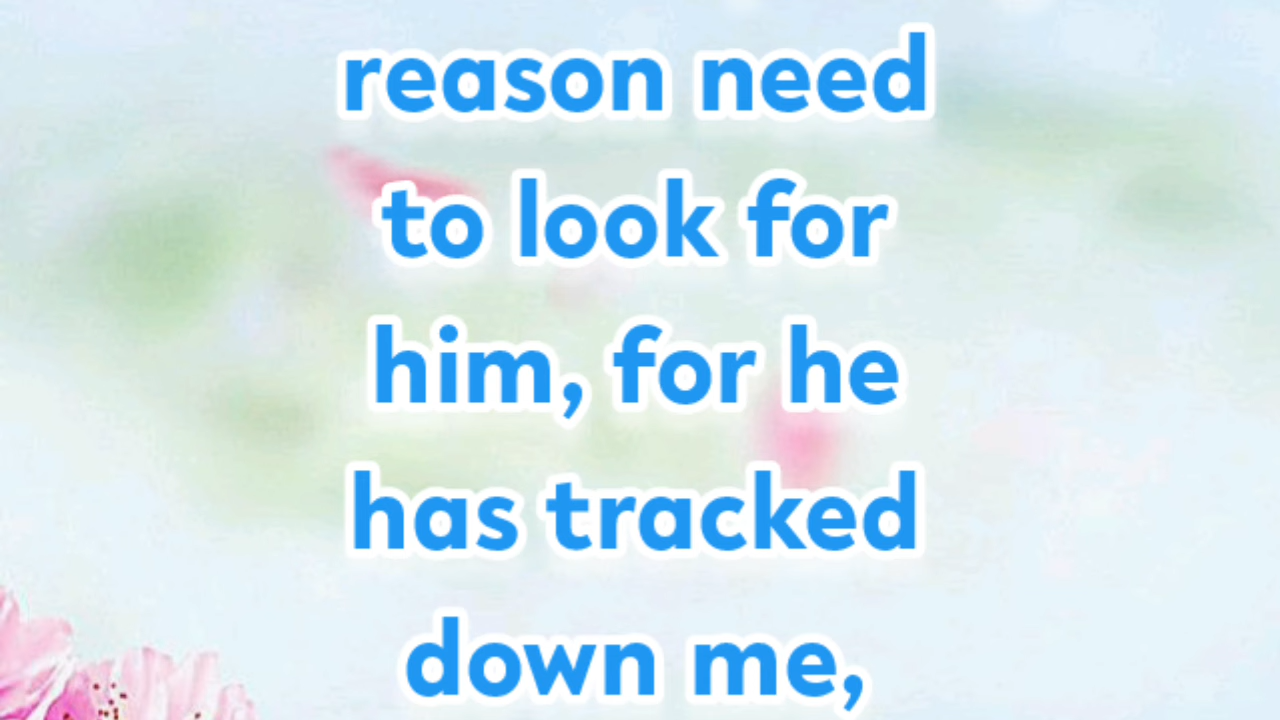 reason need
to look for
him, for he
has tracked
down me,